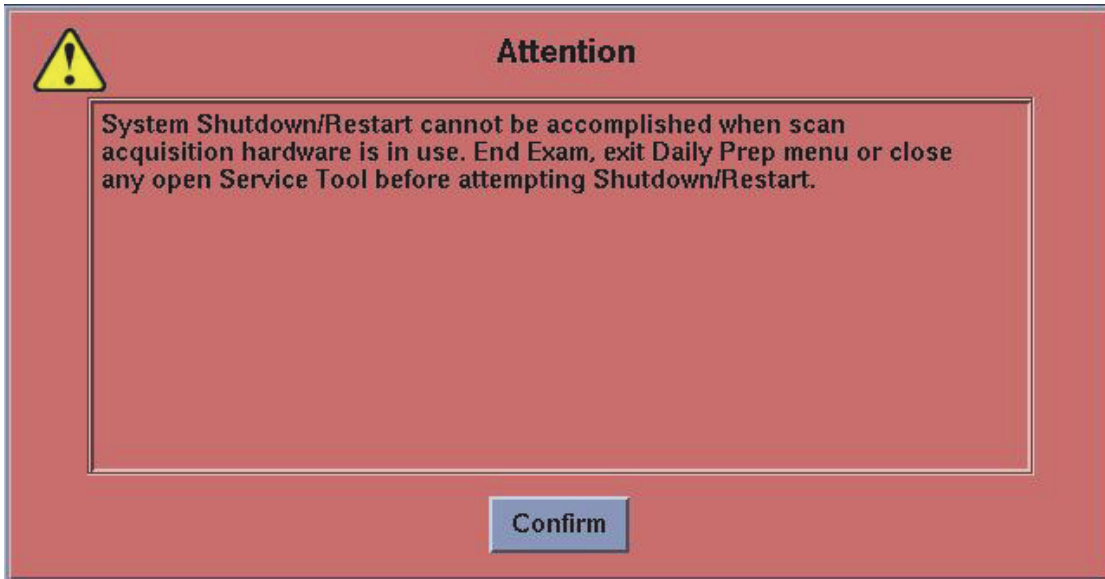 Attention
System Shutdown/Restart cannot be accomplished when scan
acquisition hardware is in use. End Exam, exit Daily Prep menu or close
any open Service Tool before attempting Shutdown/Restart.
Confirm